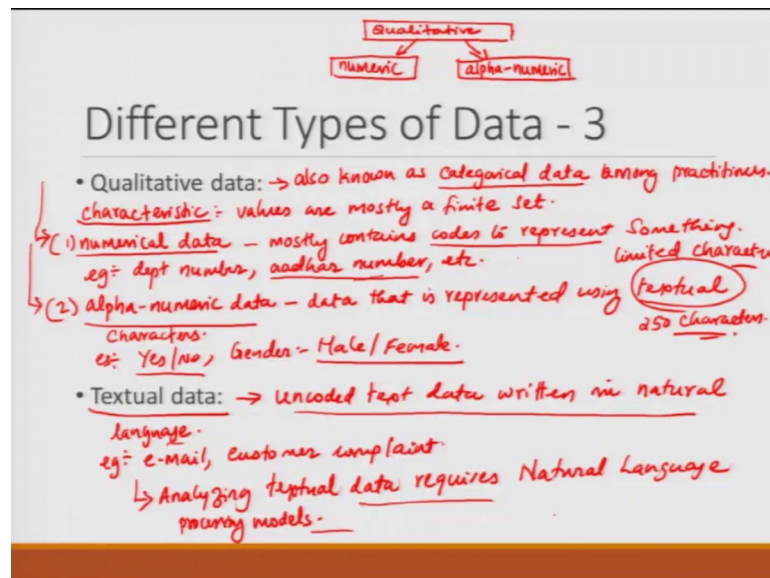 Qualitative
numeric alpha-numeric
Different Types of Data - 3
• Qualitative data: → also known as categorical data among practitiners.
characteristic :- values are mostly a finite set.
(1) numerical data – mostly contains codes to represent something.
eg:- dept number, aadhar number, etc.
limited character
(2) alpha-numeric data – data that is represented using textual
characters.
250 characters.
eg:- Yes/No, Gender:- Male/Female.
• Textual data: → uncoded text data written in natural
language.
eg:- e-mail, customer complaint.
↳ Analyzing textual data requires Natural Language
models.